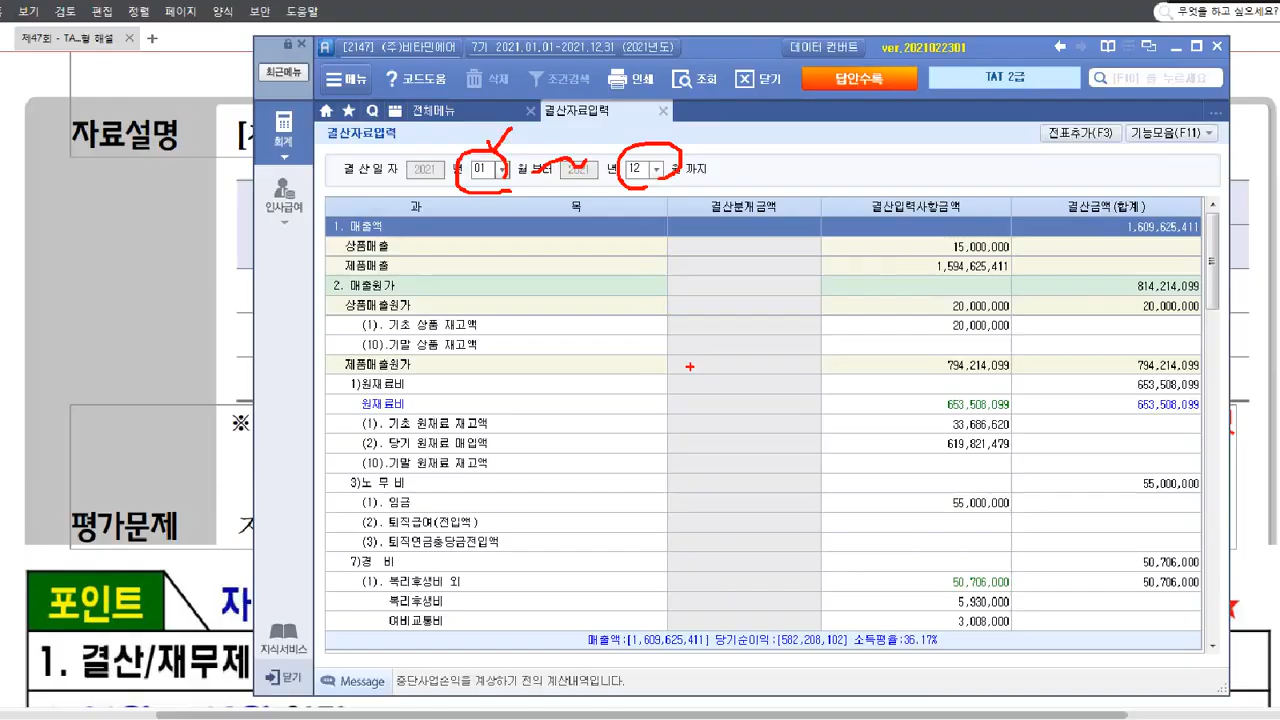 보기 검토 편집 정렬 페이지 양식 보안 도움말
무엇을 하고 싶으세요?
제47회 - TA_형 해설 × +
[2147] (주)비타민에어 7기 2021.01.01-2021.12.31 (2021년도) 데이터 컨버트 ver.2021022301
최근메뉴
메뉴 ? 코드도움 삭제 조건검색 인쇄 조회 닫기 답안수록 TAT 2급 [F10] 를 누르세요
전체메뉴 결산자료입력
회계
인사급여
지식서비스
닫기
자료설명
평가문제
포인트
1. 결산/재무제
결산자료입력 전표추가(F3) 기능모음(F11)
결 산 일 자 2021 년 01 월 부터 2021 년 12 월 까지
과 목 결산분개금액 결산입력사항금액 결산금액(합계)
1. 매출액 1,609,625,411
상품매출 15,000,000
제품매출 1,594,625,411
2. 매출원가 814,214,099
상품매출원가 20,000,000 20,000,000
(1). 기초 상품 재고액 20,000,000
(10).기말 상품 재고액
제품매출원가 794,214,099 794,214,099
1)원재료비 653,508,099
원재료비 653,508,099 653,508,099
(1). 기초 원재료 재고액 33,686,620
(2). 당기 원재료 매입액 619,821,479
(10).기말 원재료 재고액
3)노 무 비 55,000,000
(1). 임금 55,000,000
(2). 퇴직급여(전입액)
(3). 퇴직연금충당금전입액
7)경 비 50,706,000
(1). 복리후생비 외 50,706,000 50,706,000
복리후생비 5,930,000
여비교통비 3,008,000
매출액:[1,609,625,411] 당기순이익:[582,208,102] 소득평율:36.17%
Message 중단사업손익을 계상하기 전의 계산내역입니다.